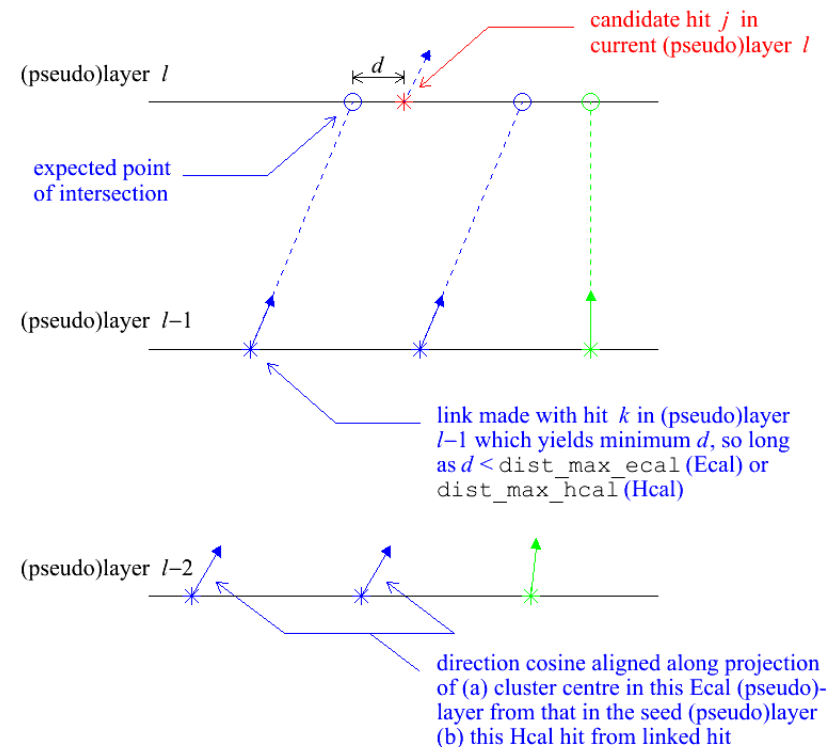 candidate hit j in
current (pseudo)layer l
(pseudo)layer l
d
expected point
of intersection
(pseudo)layer l−1
link made with hit k in (pseudo)layer
l−1 which yields minimum d, so long
as d < dist_max_ecal (Ecal) or
dist_max_hcal (Hcal)
(pseudo)layer l−2
direction cosine aligned along projection
of (a) cluster centre in this Ecal (pseudo)-
layer from that in the seed (pseudo)layer
(b) this Hcal hit from linked hit